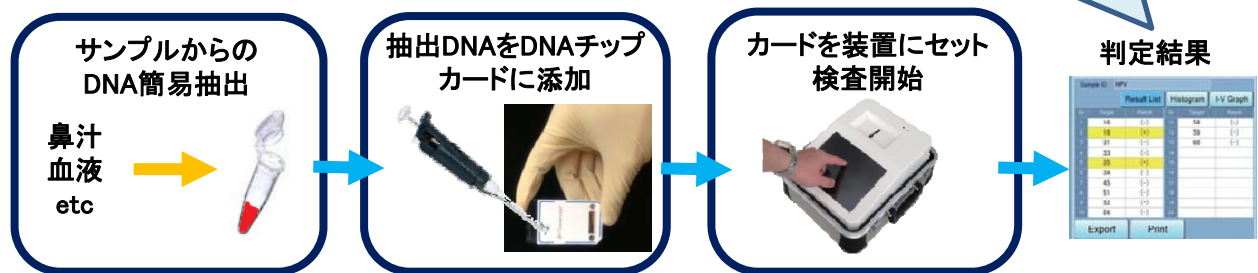 サンプルからの
DNA簡易抽出
鼻汁
血液
etc
抽出DNAをDNAチップ
カードに添加
カードを装置にセット
検査開始
判定結果
Sample ID HPV
Result List Histogram I-V Graph
Target Result Target Result
16 (-) 58 (-)
18 (+) 59 (-)
31 (-) 68 (-)
33 (-)
35 (+)
39 (-)
45 (-)
51 (-)
52 (-)
56 (-)
Export Print